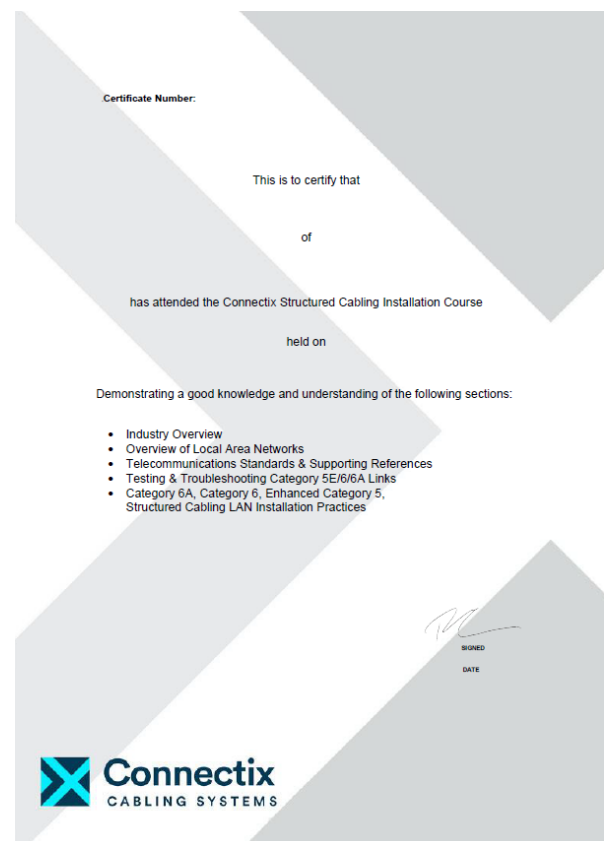 Certificate Number:
This is to certify that
of
has attended the Connectix Structured Cabling Installation Course
held on
Demonstrating a good knowledge and understanding of the following sections:
• Industry Overview
• Overview of Local Area Networks
• Telecommunications Standards & Supporting References
• Testing & Troubleshooting Category 5E/6/6A Links
• Category 6A, Category 6, Enhanced Category 5,
Structured Cabling LAN Installation Practices
SIGNED
DATE
Connectix
CABLING SYSTEMS